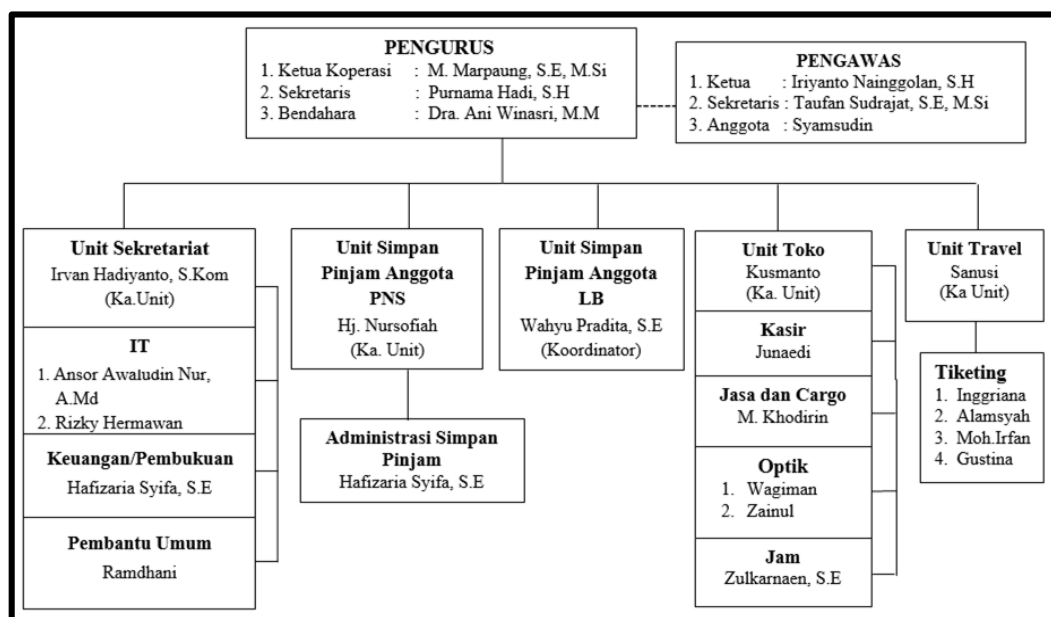 PENGURUS
1. Ketua Koperasi : M. Marpaung, S.E, M.Si
2. Sekretaris : Purnama Hadi, S.H
3. Bendahara : Dra. Ani Winasri, M.M
PENGAWAS
1. Ketua : Iriyanto Nainggolan, S.H
2. Sekretaris : Taufan Sudrajat, S.E, M.Si
3. Anggota : Syamsudin
Unit Sekretariat
Irvan Hadiyanto, S.Kom
(Ka.Unit)
IT
1. Ansor Awaludin Nur,
A.Md
2. Rizky Hermawan
Keuangan/Pembukuan
Hafizaria Syifa, S.E
Pembantu Umum
Ramdhani
Unit Simpan
Pinjam Anggota
PNS
Hj. Nursofiah
(Ka. Unit)
Administrasi Simpan
Pinjam
Hafizaria Syifa, S.E
Unit Simpan
Pinjam Anggota
LB
Wahyu Pradita, S.E
(Koordinator)
Unit Toko
Kusmanto
(Ka. Unit)
Kasir
Junaedi
Jasa dan Cargo
M. Khodirin
Optik
1. Wagiman
2. Zainul
Jam
Zulkarnaen, S.E
Unit Travel
Sanusi
(Ka Unit)
Tiketing
1. Inggriana
2. Alamsyah
3. Moh.Irfan
4. Gustina